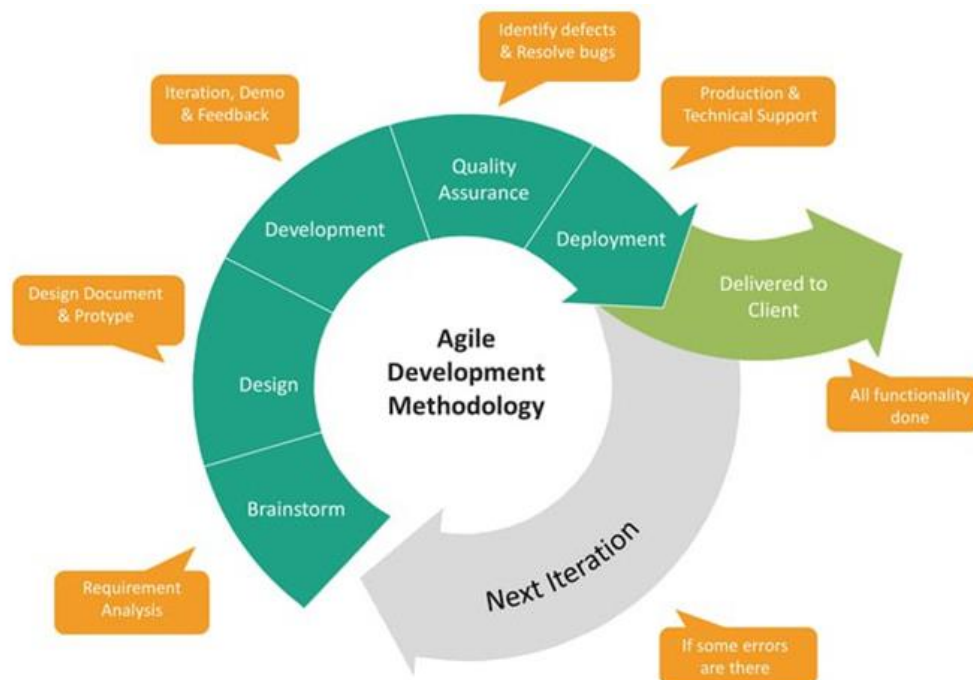 Identify defects
& Resolve bugs
Iteration, Demo
& Feedback
Production &
Technical Support
Quality
Assurance
Development
Deployment
Design Document
& Protype
Delivered to
Client
Agile
Development
Methodology
Design
All functionality
done
Brainstorm
Next Iteration
Requirement
Analysis
If some errors
are there